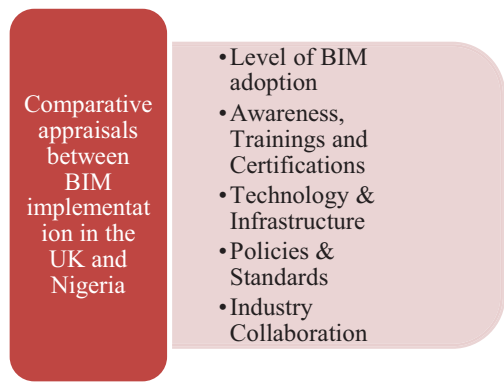 Comparative
appraisals
between
BIM
implementat
ion in the
UK and
Nigeria
•Level of BIM
adoption
•Awareness,
Trainings and
Certifications
•Technology &
Infrastructure
•Policies &
Standards
•Industry
Collaboration